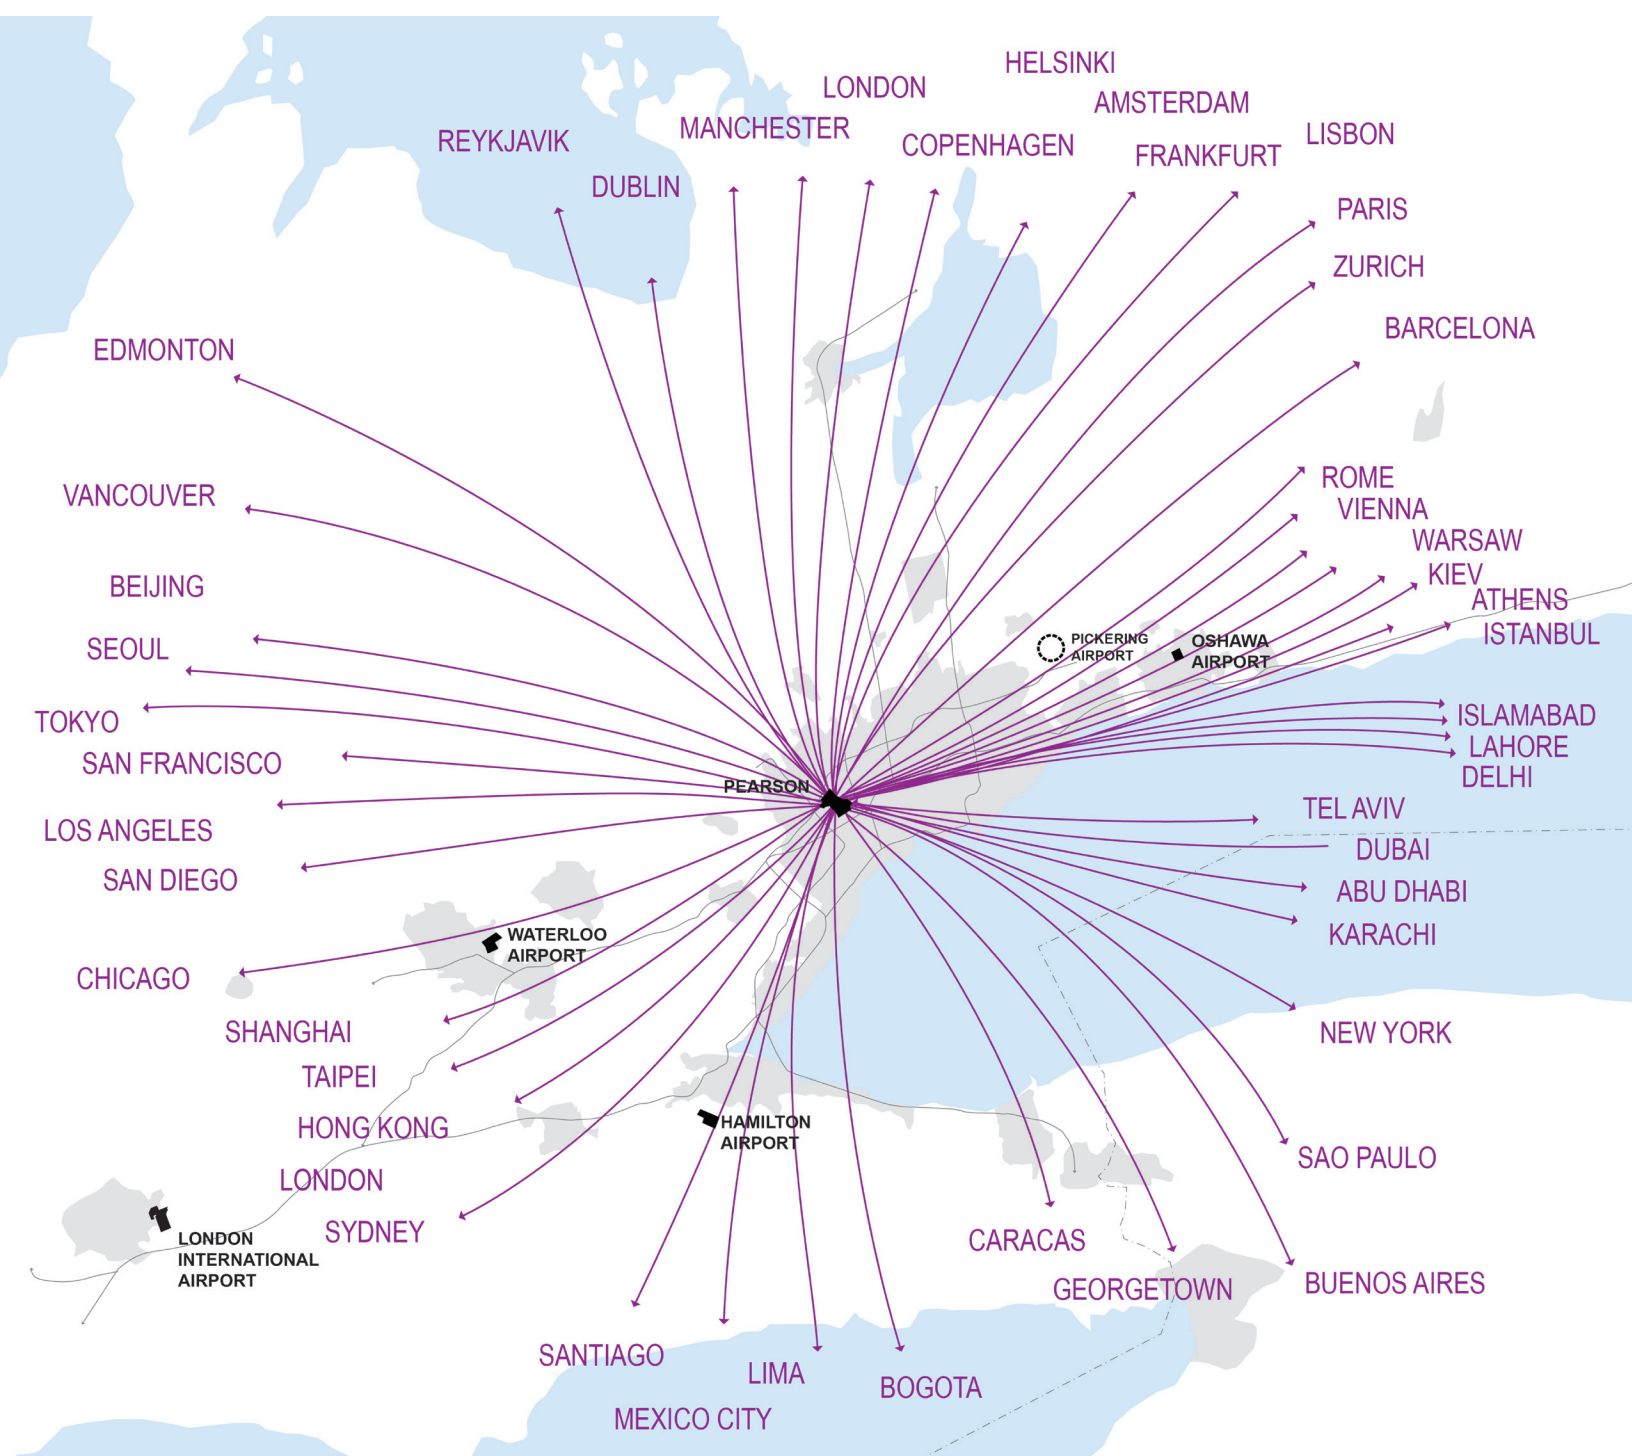 HELSINKI
LONDON
AMSTERDAM
MANCHESTER
LISBON
REYKJAVIK
COPENHAGEN
FRANKFURT
DUBLIN
PARIS
ZURICH
BARCELONA
EDMONTON
ROME
VANCOUVER
VIENNA
WARSAW
KIEV
BEIJING
ATHENS
ISTANBUL
PICKERING
AIRPORT
OSHAWA
AIRPORT
SEOUL
ISLAMABAD
TOKYO
LAHORE
SAN FRANCISCO
DELHI
PEARSON
TEL AVIV
LOS ANGELES
DUBAI
SAN DIEGO
ABU DHABI
WATERLOO
AIRPORT
KARACHI
CHICAGO
SHANGHAI
NEW YORK
TAIPEI
HONG KONG
HAMILTON
AIRPORT
SAO PAULO
LONDON
SYDNEY
CARACAS
LONDON
INTERNATIONAL
AIRPORT
GEORGETOWN
BUENOS AIRES
SANTIAGO
LIMA
BOGOTA
MEXICO CITY